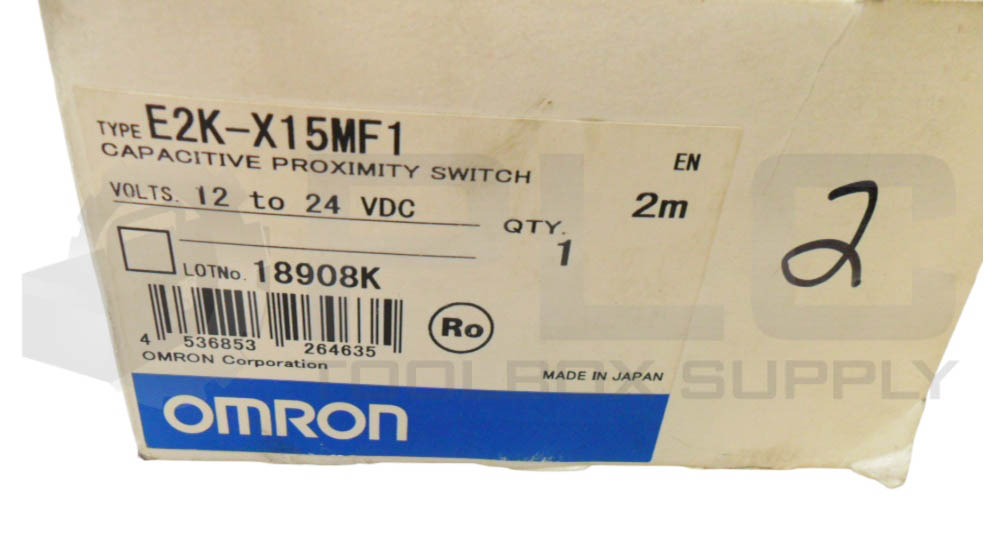 TYPE E2K-X15MF1
CAPACITIVE PROXIMITY SWITCH
EN
VOLTS. 12 to 24 VDC
2m
QTY.
1
LOTNo. 18908K
4 536853 264635
Ro
OMRON Corporation
MADE IN JAPAN
OMRON
2
PLC
TOOLBOX SUPPLY